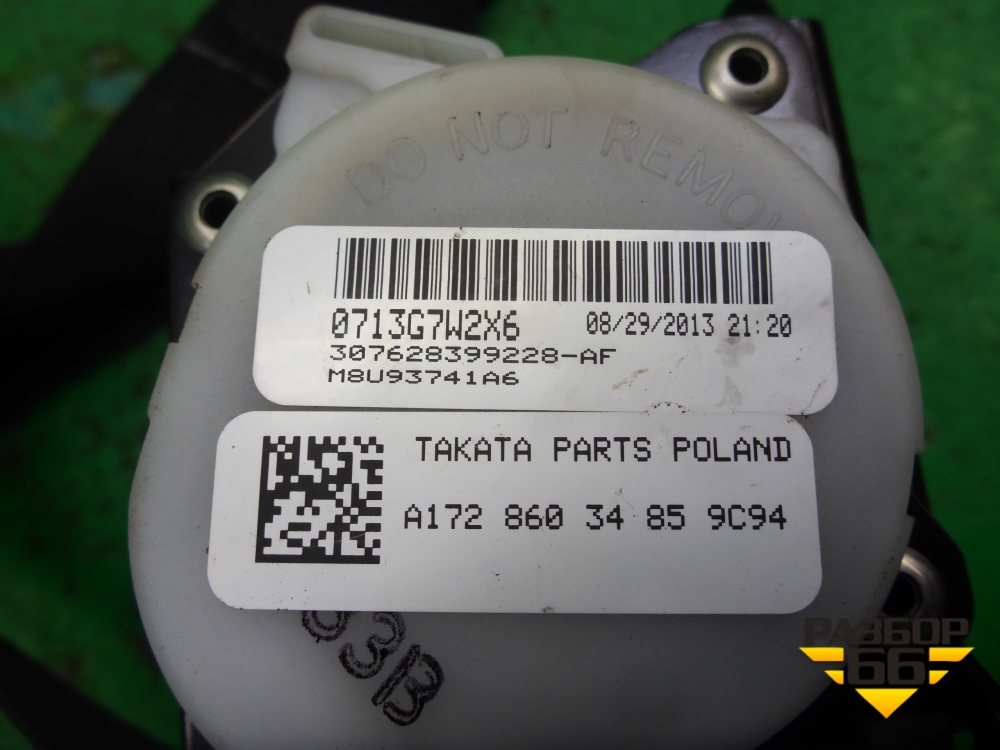 DO NOT REMOV
0713G7W2X6 08/29/2013 21:20
307628399228-AF
M8U93741A6
TAKATA PARTS POLAND
A172 860 34 85 9C94
РАЗБОР
66